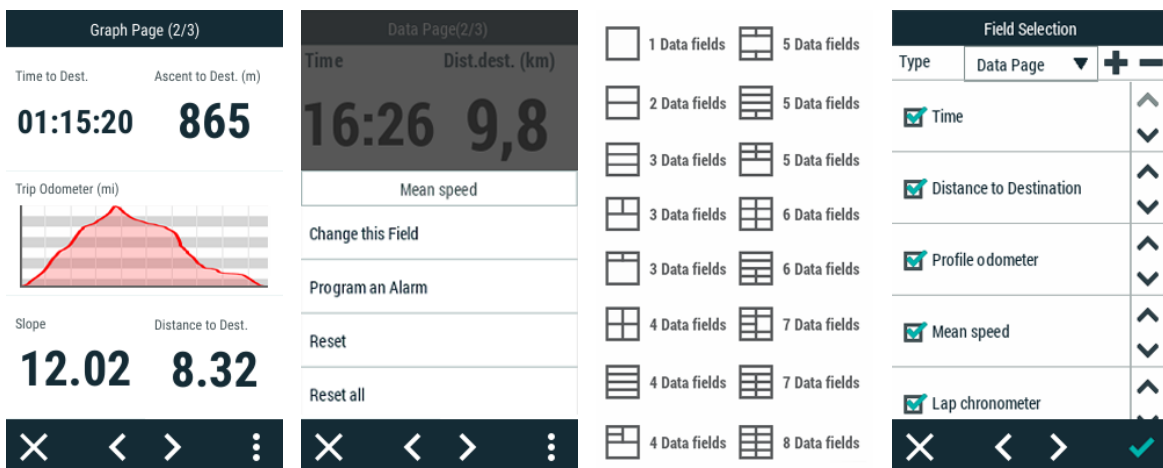 Graph Page (2/3)
Time to Dest. Ascent to Dest. (m)
01:15:20 865
Trip Odometer (mi)
Slope Distance to Dest.
12.02 8.32
Data Page(2/3)
Time Dist.dest. (km)
16:26 9,8
Mean speed
Change this Field
Program an Alarm
Reset
Reset all
1 Data fields 5 Data fields
2 Data fields 5 Data fields
3 Data fields 5 Data fields
3 Data fields 6 Data fields
3 Data fields 6 Data fields
4 Data fields 7 Data fields
4 Data fields 7 Data fields
4 Data fields 8 Data fields
Field Selection
Type Data Page
Time
Distance to Destination
Profile odometer
Mean speed
Lap chronometer